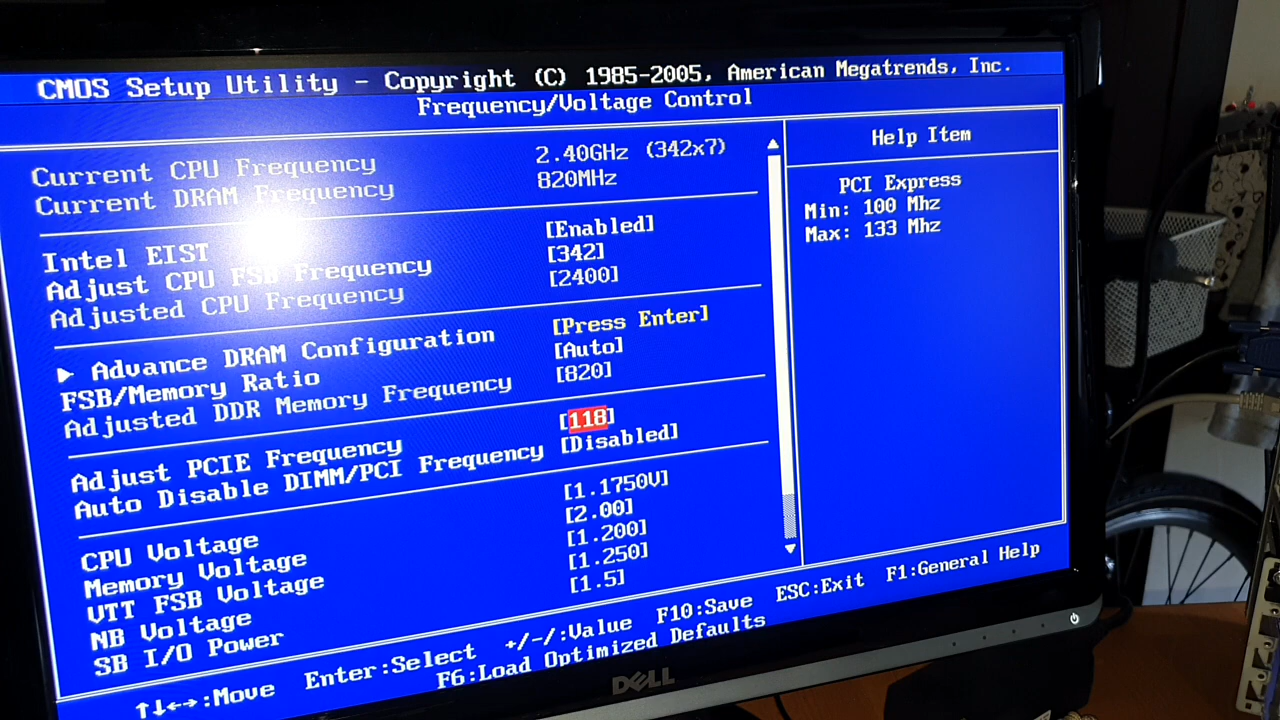 CMOS Setup Utility - Copyright (C) 1985-2005, American Megatrends, Inc.
Frequency/Voltage Control
Current CPU Frequency 2.40GHz (342x7)
Current DRAM Frequency 820MHz
Intel EIST [Enabled]
Adjust CPU FSB Frequency [342]
Adjusted CPU Frequency [2400]
► Advance DRAM Configuration [Press Enter]
FSB/Memory Ratio [Auto]
Adjusted DDR Memory Frequency [820]
Adjust PCIE Frequency [118]
Auto Disable DIMM/PCI Frequency [Disabled]
CPU Voltage [1.1750V]
Memory Voltage [2.00]
VTT FSB Voltage [1.200]
NB Voltage [1.250]
SB I/O Power [1.5]
Help Item
PCI Express
Min: 100 Mhz
Max: 133 Mhz
↑↓←→:Move Enter:Select +/-/:Value F10:Save ESC:Exit F1:General Help
F6:Load Optimized Defaults
DELL